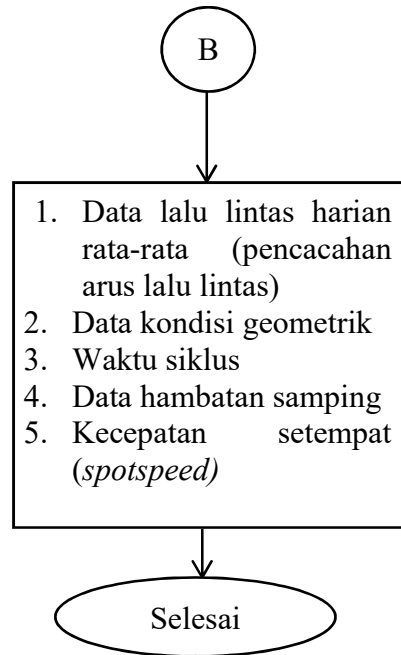 B
1. Data lalu lintas harian
rata-rata (pencacahan
arus lalu lintas)
2. Data kondisi geometrik
3. Waktu siklus
4. Data hambatan samping
5. Kecepatan setempat
(spotspeed)
Selesai